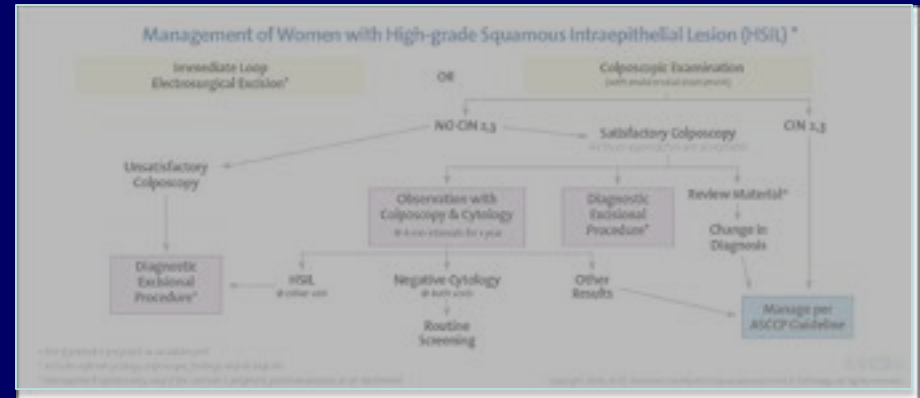 Management of Women with High-grade Squamous Intraepithelial Lesion (HSIL) *
Immediate Loop
Electrosurgical Excision
OR
Colposcopic Examination
(with endocervical assessment)
NO CIN 2,3
Satisfactory Colposcopy
CIN 2,3
Unsatisfactory
Colposcopy
Observation with
Colposcopy & Cytology
@ 6 mo intervals for 1 year
Diagnostic
Excisional
Procedure
Review Material
Change in
Diagnosis
Diagnostic
Excisional
Procedure
HSIL
@ either visit
Negative Cytology
@ both visits
Other
Results
Routine
Screening
Manage per
ASCCP Guideline